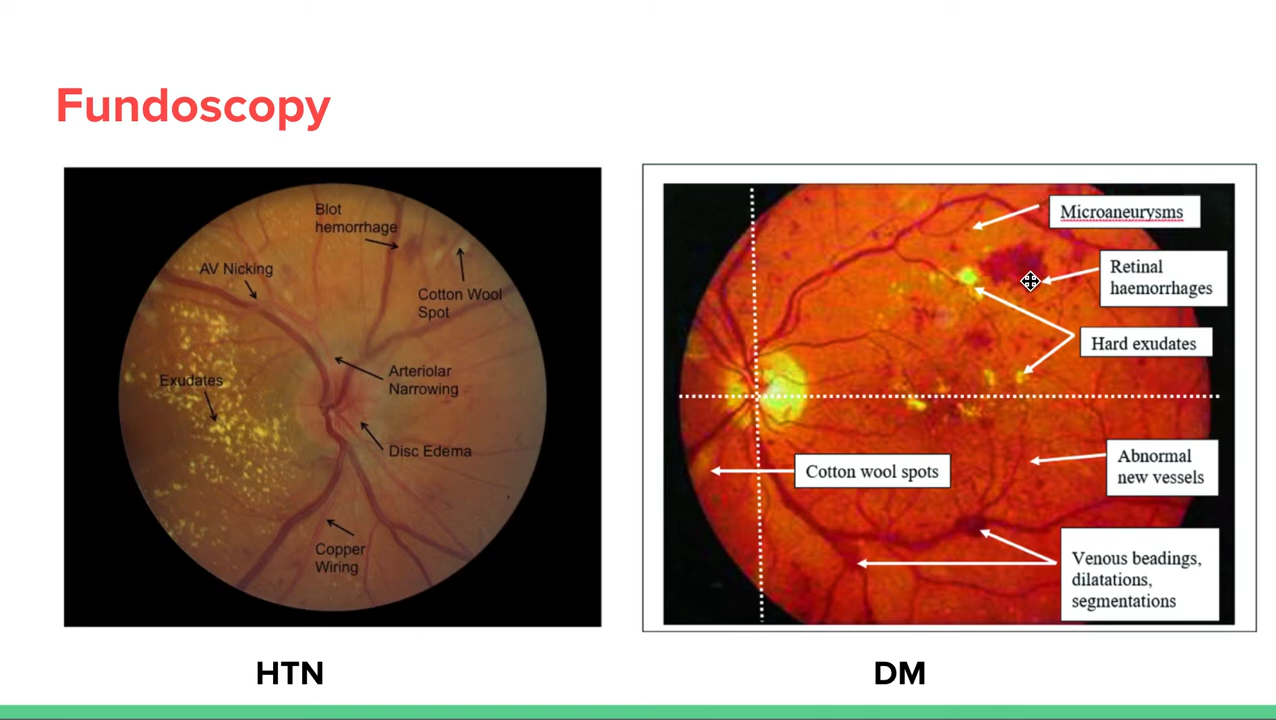 Fundoscopy
Blot
hemorrhage
AV Nicking
Cotton Wool
Spot
Exudates
Arteriolar
Narrowing
Disc Edema
Copper
Wiring
HTN
Microaneurysms
Retinal
haemorrhages
Hard exudates
Cotton wool spots
Abnormal
new vessels
Venous beadings,
dilatations,
segmentations
DM